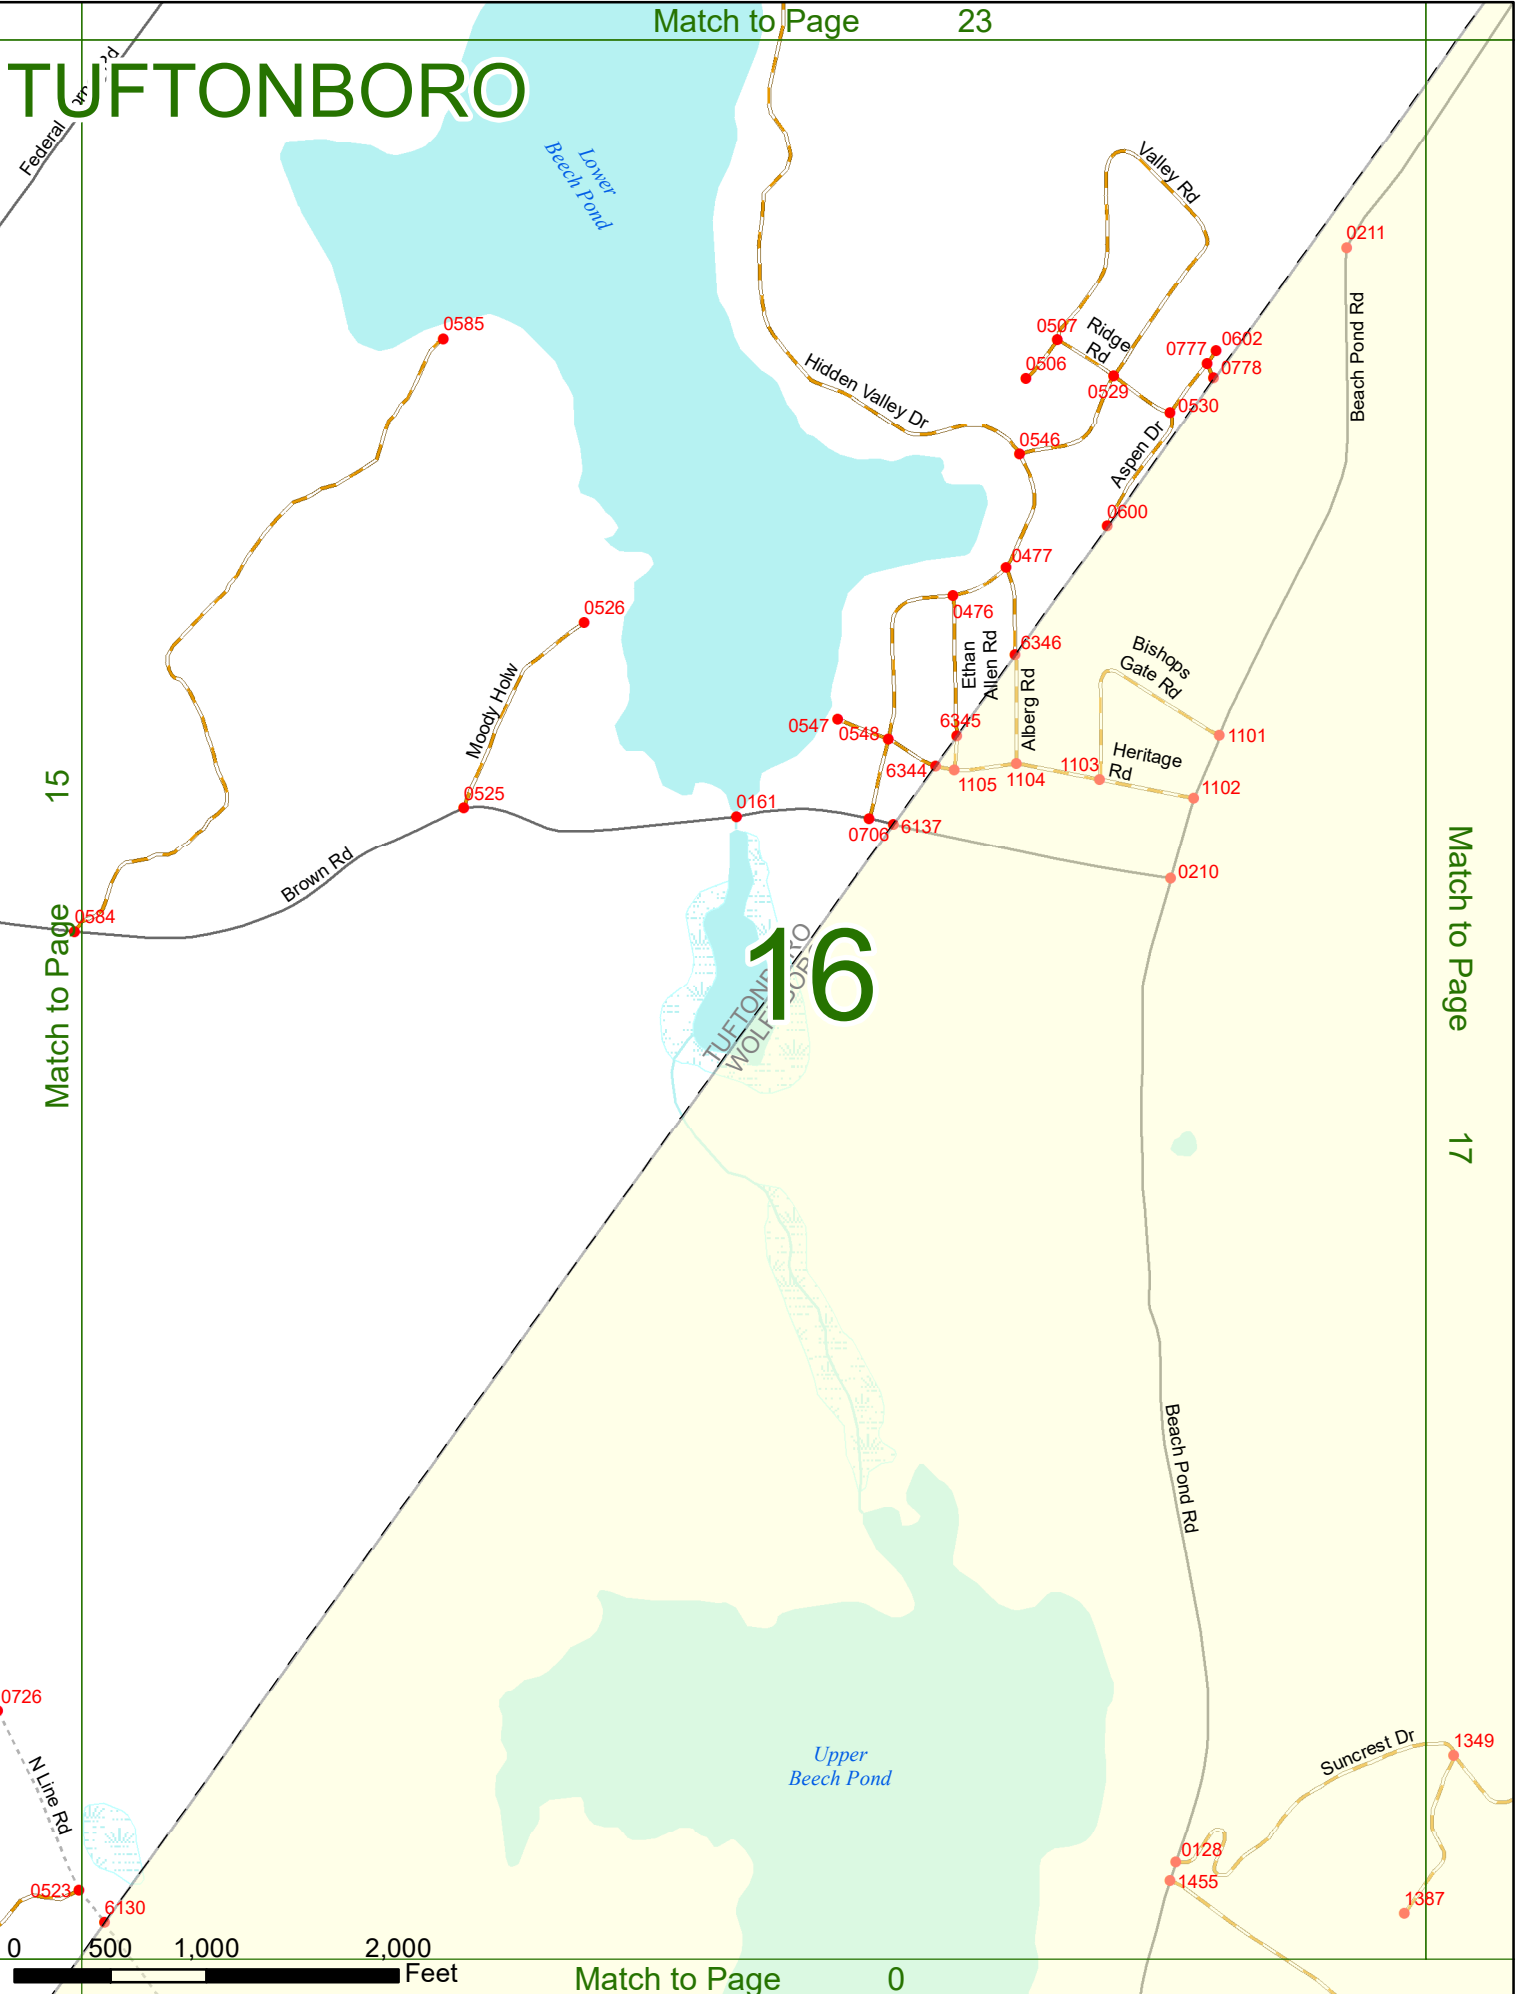 Match to Page 23
TUFTONBORO
Federal
Rd
Lower
Beech Pond
Valley Rd
0211
Beach Pond Rd
0585
0507
Ridge
Rd
0602
0777
0778
0506
0529
0530
Hidden Valley Dr
0546
Aspen Dr
0600
0477
0476
0526
Ethan
Allen Rd
6346
Alberg Rd
Bishops
Gate Rd
Moody Holw
0547
0548
6345
1101
6344
1105
1104
1103
Heritage
Rd
1102
0525
0161
0706
6137
Brown Rd
0210
0584
Match to Page 15
16
TUFTONBORO
Match to Page 17
Beach Pond Rd
Upper
Beech Pond
0726
N Line Rd
Suncrest Dr
1349
0128
1455
1387
0523
6130
0 500 1,000 2,000
Feet
Match to Page 0